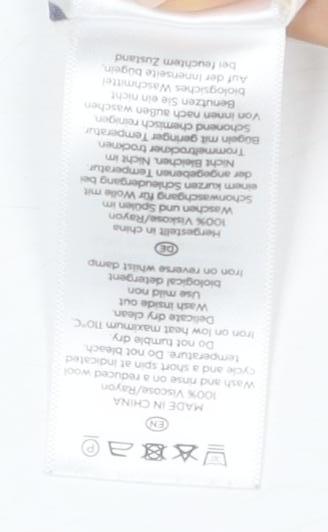 EN
MADE IN CHINA
100% Viscose/Rayon
Wash and rinse on a reduced wool
cycle and a short spin at indicated
temperature. Do not bleach.
Do not tumble dry.
Iron on low heat maximum 110°C.
Delicate dry clean.
Wash inside out
Use mild non
biological detergent
Iron on reverse whilst damp
DE
Hergestellt in china
100% Viskose/Rayon
Waschen und Spülen im
Schonwaschgang für Wolle mit
einem kurzen Schleudergang bei
der angegebenen Temperatur.
Nicht Bleichen. Nicht im
Trommeltrockner trocknen.
Bügeln mit geringer Temperatur
Schonend chemisch reinigen.
Von innen nach außen waschen
Benutzen Sie ein nicht
biologisches Waschmittel
Auf der Innenseite bügeln,
bei feuchtem Zustand